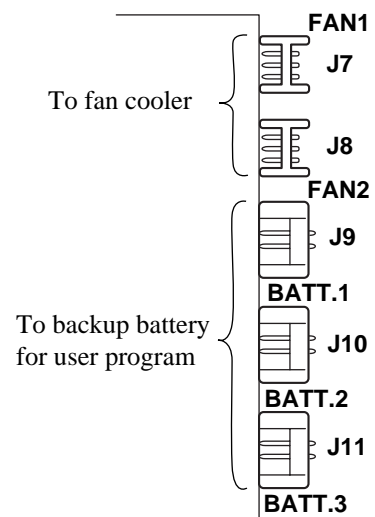 FAN1
J7
To fan cooler
J8
FAN2
J9
BATT.1
To backup battery
for user program
J10
BATT.2
J11
BATT.3